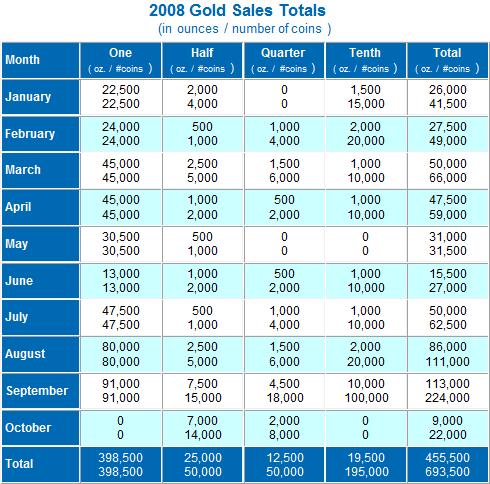 2008 Gold Sales Totals
(in ounces / number of coins )
Month One Half Quarter Tenth Total
( oz. / #coins ) ( oz. / #coins ) ( oz. / #coins ) ( oz. / #coins ) ( oz. / #coins )
January 22,500 2,000 0 1,500 26,000
22,500 4,000 0 15,000 41,500
February 24,000 500 1,000 2,000 27,500
24,000 1,000 4,000 20,000 49,000
March 45,000 2,500 1,500 1,000 50,000
45,000 5,000 6,000 10,000 66,000
April 45,000 1,000 500 1,000 47,500
45,000 2,000 2,000 10,000 59,000
May 30,500 500 0 0 31,000
30,500 1,000 0 0 31,500
June 13,000 1,000 500 1,000 15,500
13,000 2,000 2,000 10,000 27,000
July 47,500 500 1,000 1,000 50,000
47,500 1,000 4,000 10,000 62,500
August 80,000 2,500 1,500 2,000 86,000
80,000 5,000 6,000 20,000 111,000
September 91,000 7,500 4,500 10,000 113,000
91,000 15,000 18,000 100,000 224,000
October 0 7,000 2,000 0 9,000
0 14,000 8,000 0 22,000
Total 398,500 25,000 12,500 19,500 455,500
398,500 50,000 50,000 195,000 693,500